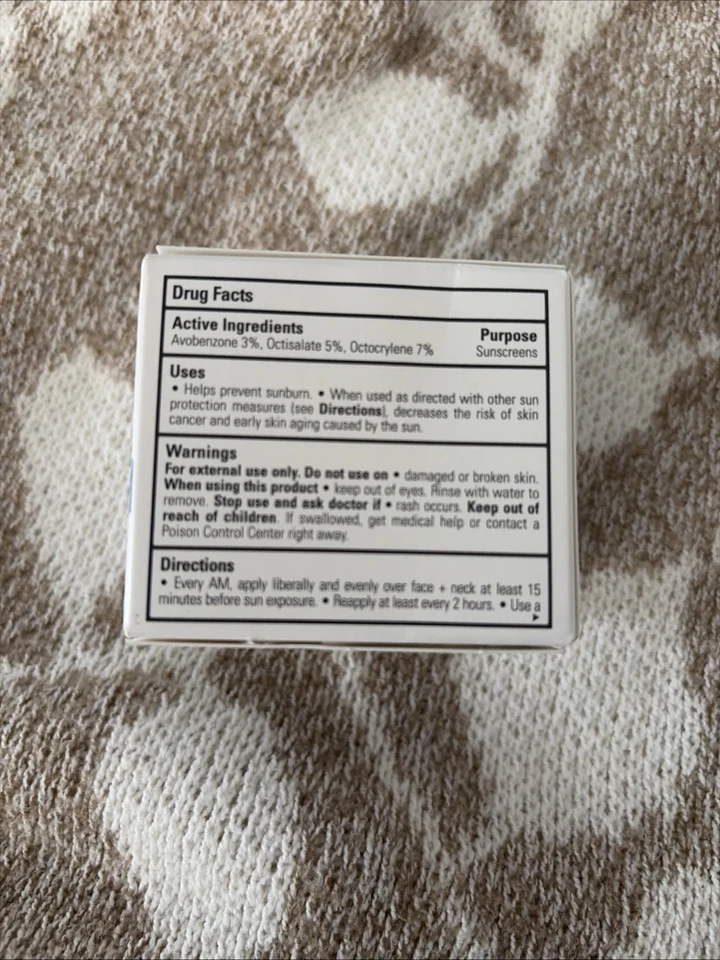 Drug Facts
Active Ingredients Purpose
Avobenzone 3%, Octisalate 5%, Octocrylene 7% Sunscreens
Uses
• Helps prevent sunburn. • When used as directed with other sun
protection measures (see Directions), decreases the risk of skin
cancer and early skin aging caused by the sun.
Warnings
For external use only. Do not use on • damaged or broken skin.
When using this product • keep out of eyes. Rinse with water to
remove. Stop use and ask doctor if • rash occurs. Keep out of
reach of children. If swallowed, get medical help or contact a
Poison Control Center right away.
Directions
• Every AM, apply liberally and evenly over face + neck at least 15
minutes before sun exposure. • Reapply at least every 2 hours. • Use a